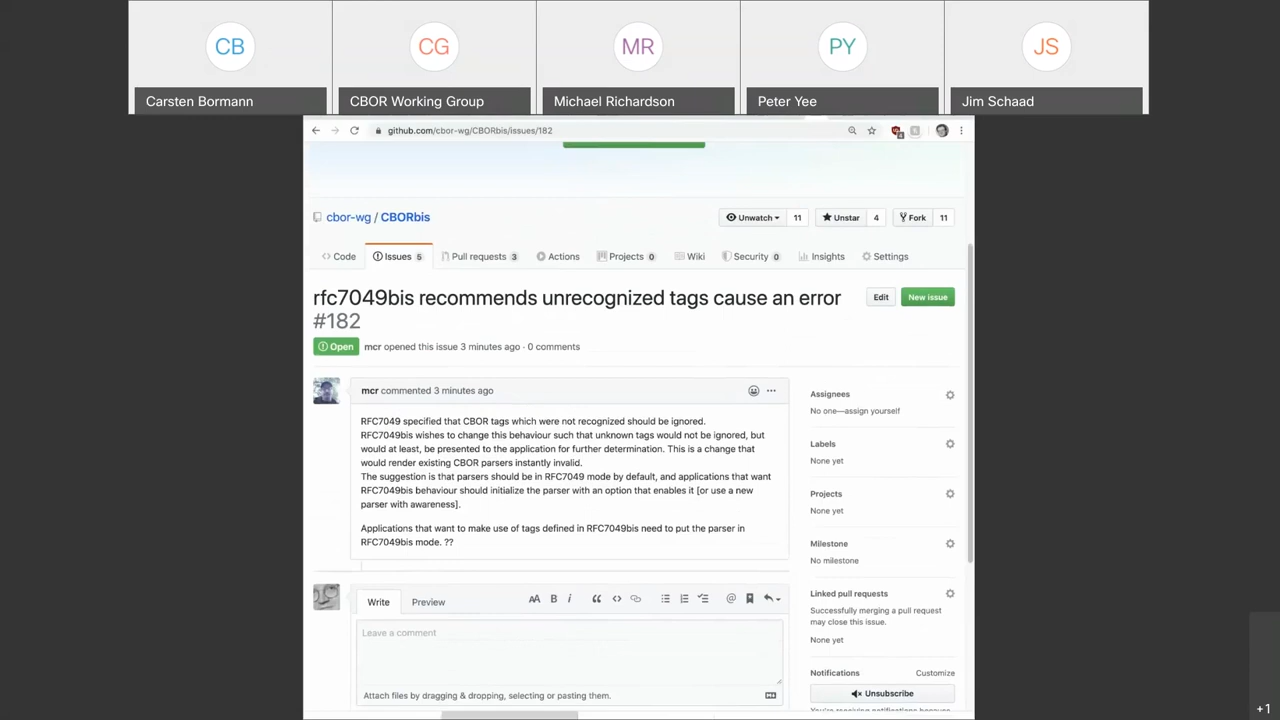 CB
CG
MR
PY
JS
Carsten Bormann
CBOR Working Group
Michael Richardson
Peter Yee
Jim Schaad
github.com/cbor-wg/CBORbis/issues/182
cbor-wg / CBORbis
Unwatch 11
Unstar 4
Fork 11
Code
Issues 5
Pull requests 3
Actions
Projects 0
Wiki
Security 0
Insights
Settings
rfc7049bis recommends unrecognized tags cause an error
#182
Edit
New issue
Open
mcr opened this issue 3 minutes ago · 0 comments
mcr commented 3 minutes ago
RFC7049 specified that CBOR tags which were not recognized should be ignored.
RFC7049bis wishes to change this behaviour such that unknown tags would not be ignored, but
would at least, be presented to the application for further determination. This is a change that
would render existing CBOR parsers instantly invalid.
The suggestion is that parsers should be in RFC7049 mode by default, and applications that want
RFC7049bis behaviour should initialize the parser with an option that enables it [or use a new
parser with awareness].
Applications that want to make use of tags defined in RFC7049bis need to put the parser in
RFC7049bis mode. ??
Write
Preview
AA B i
Leave a comment
Attach files by dragging & dropping, selecting or pasting them.
Assignees
No one—assign yourself
Labels
None yet
Projects
None yet
Milestone
No milestone
Linked pull requests
Successfully merging a pull request
may close this issue.
None yet
Notifications
Customize
Unsubscribe
You're receiving notifications because
+1